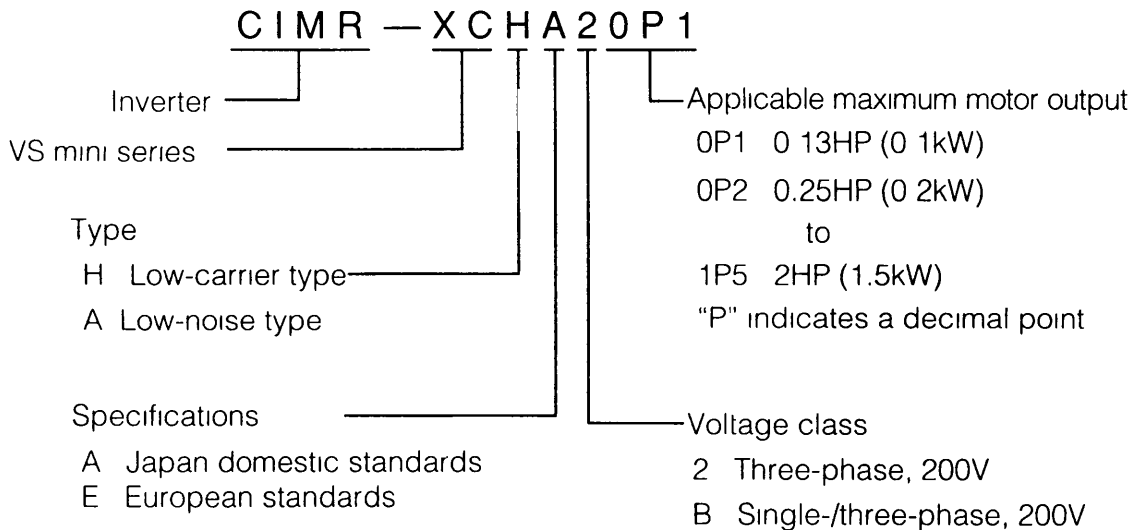 CIMR — XCHA20P1
Inverter
VS mini series
Type
H Low-carrier type
A Low-noise type
Specifications
A Japan domestic standards
E European standards
Applicable maximum motor output
0P1 0 13HP (0 1kW)
0P2 0.25HP (0 2kW)
to
1P5 2HP (1.5kW)
"P" indicates a decimal point
Voltage class
2 Three-phase, 200V
B Single-/three-phase, 200V